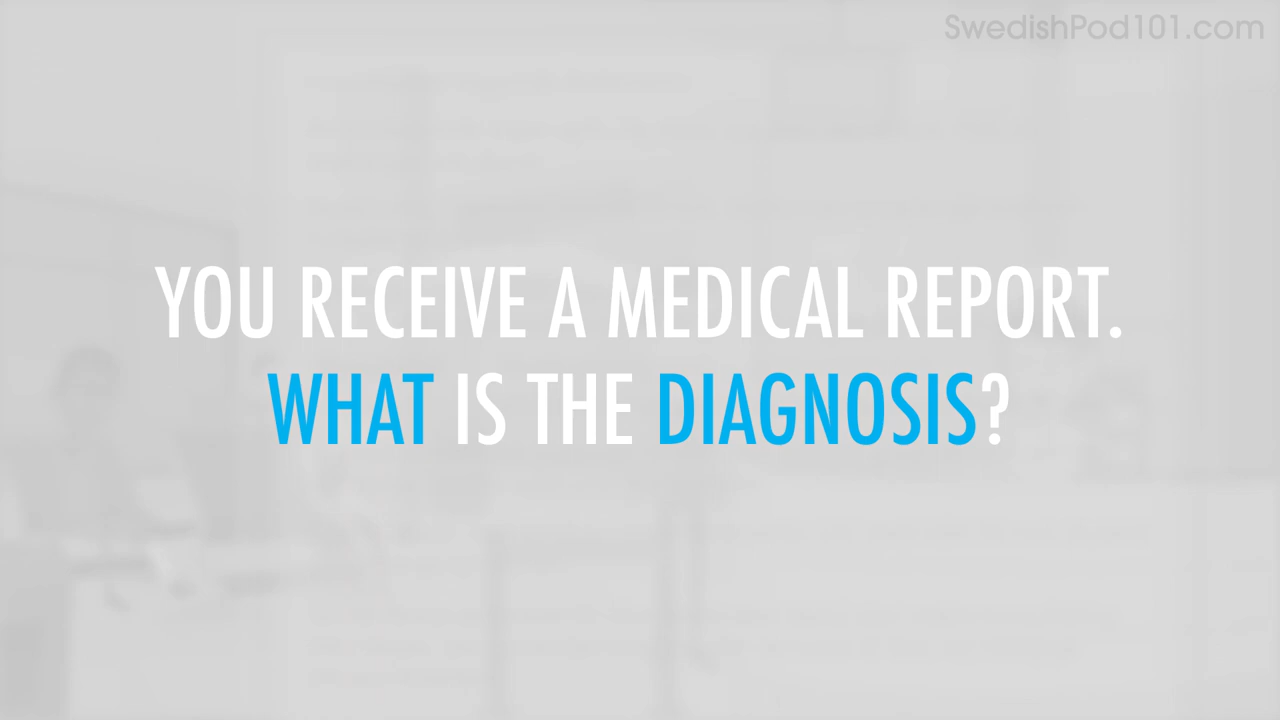 SwedishPod101.com
YOU RECEIVE A MEDICAL REPORT.
WHAT IS THE DIAGNOSIS?